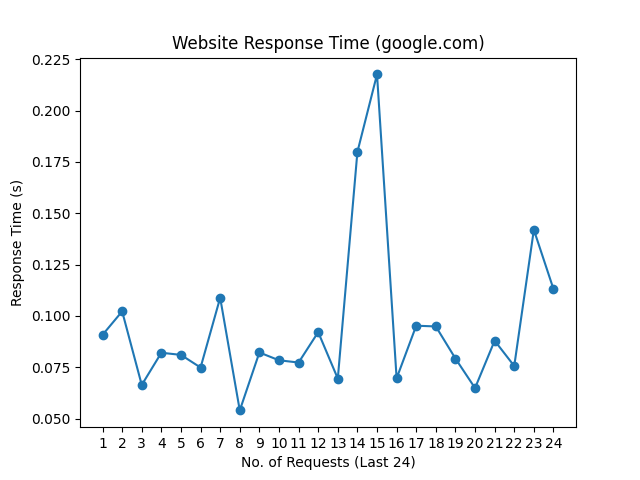 Website Response Time (google.com)
0.225
0.200
0.175
0.150
0.125
0.100
0.075
0.050
Response Time (s)
1 2 3 4 5 6 7 8 9 10 11 12 13 14 15 16 17 18 19 20 21 22 23 24
No. of Requests (Last 24)